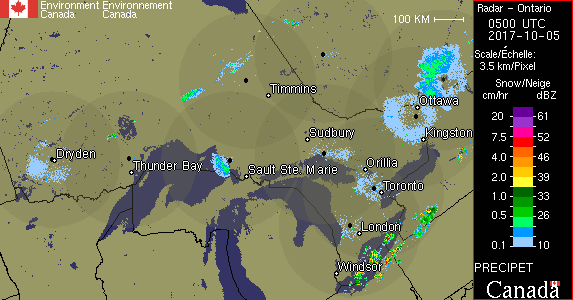 Environment Environnement
Canada Canada
100 KM
Timmins
Ottawa
Sudbury
Kingston
Dryden
Thunder Bay
Sault Ste. Marie
Orillia
Toronto
London
Windsor
Radar - Ontario
0500 UTC
2017-10-05
Scale/Échelle:
3.5 km/Pixel
Snow/Neige
cm/hr dBZ
20 61
7.5 52
4.0 46
2.0 39
1.0 33
0.5 26
0.1 10
PRECIPET
Canada